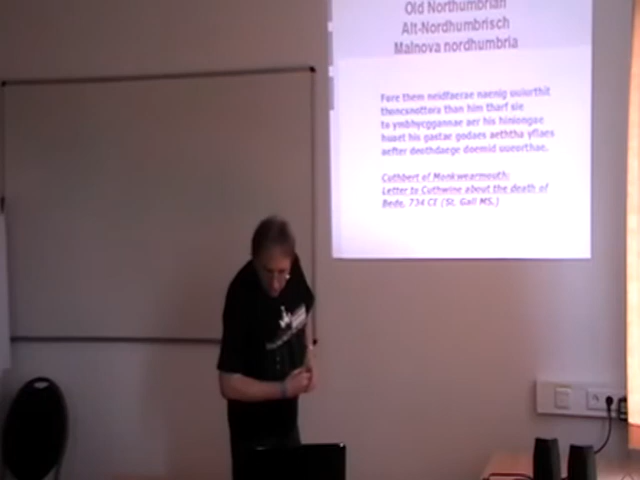 Old Northumbrian
Alt-Nordhumbrisch
Malnova nordhumbria
Fore them neidfaerae naenig uuiurthit
thoncsnottora than him tharf sie
to ymbhycggannae aer his hiniongae
huaet his gastae godaes aeththa yflaes
aefter deothdaege doemid uueorthae.
Cuthbert of Monkwearmouth:
Letter to Cuthwine about the death of
Bede, 734 CE (St. Gall MS.)